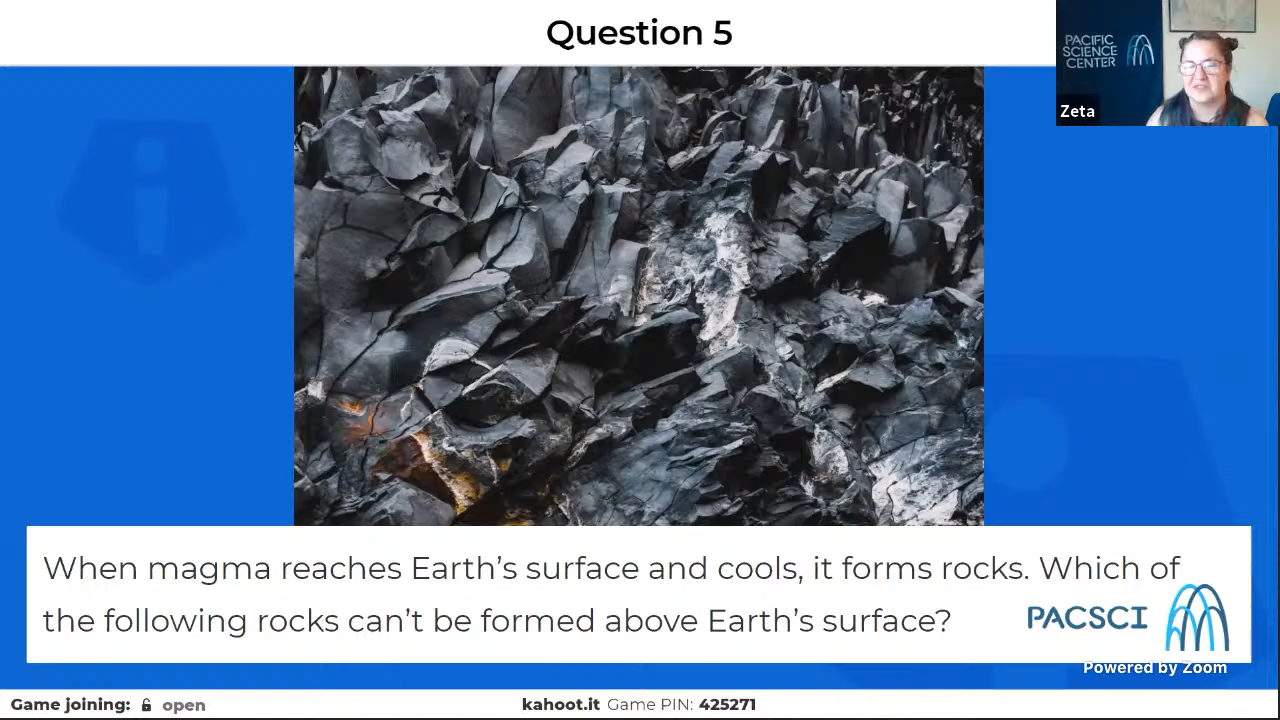 Question 5
PACIFIC
SCIENCE
CENTER
Zeta
When magma reaches Earth’s surface and cools, it forms rocks. Which of
the following rocks can’t be formed above Earth’s surface?
PACSCI
Powered by Zoom
Game joining: open
kahoot.it Game PIN: 425271